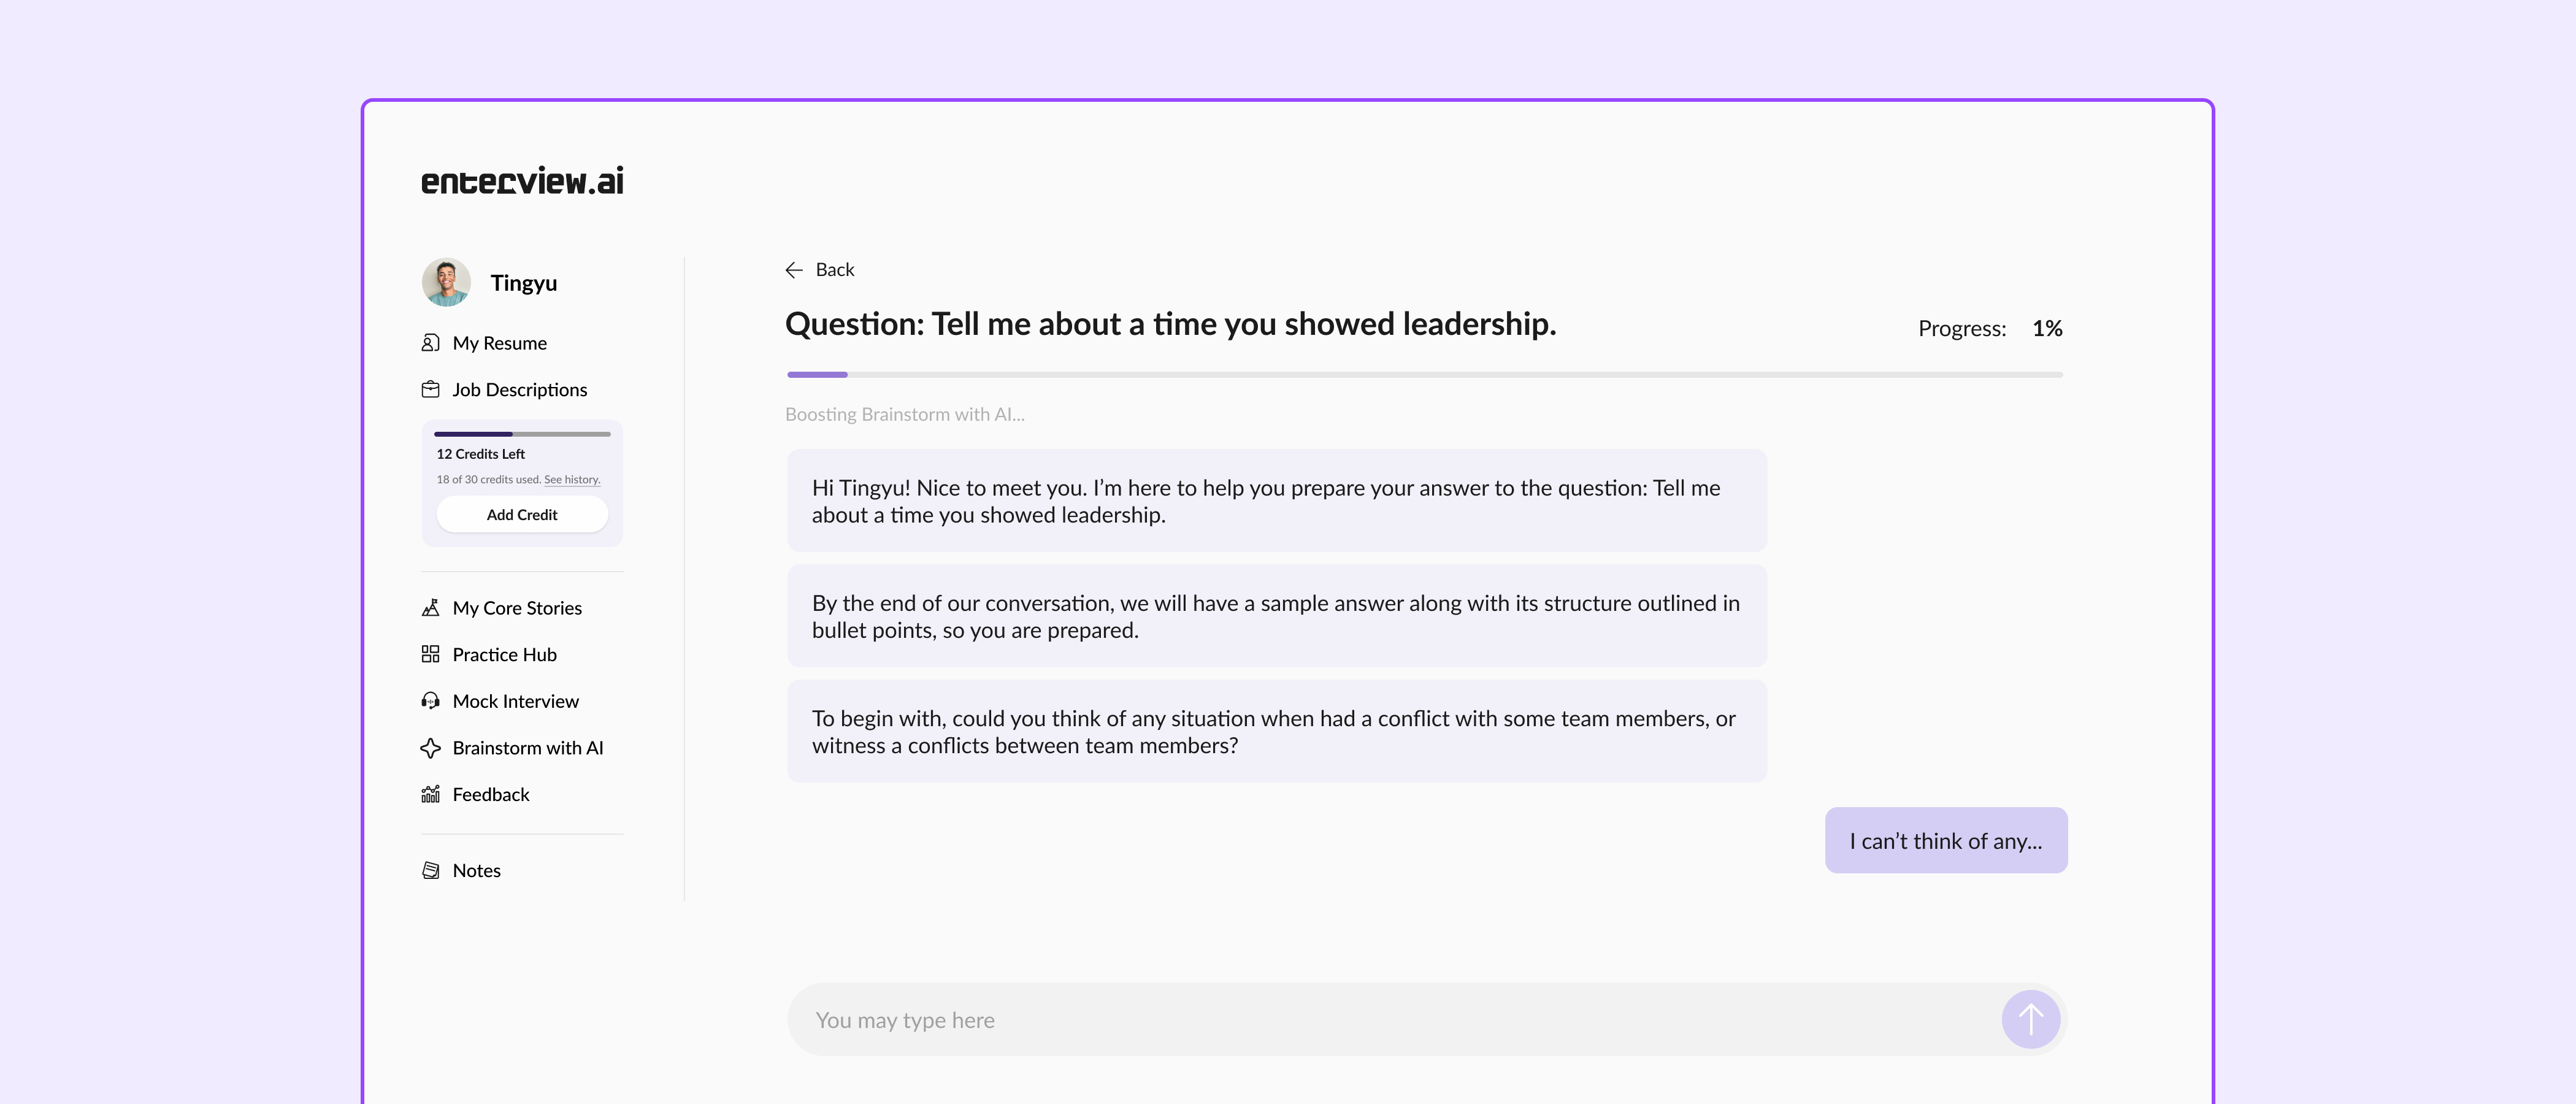 enterview.ai
Tingyu
My Resume
Job Descriptions
12 Credits Left
18 of 30 credits used. See history.
Add Credit
My Core Stories
Practice Hub
Mock Interview
Brainstorm with AI
Feedback
Notes
Back
Question: Tell me about a time you showed leadership.
Progress: 1%
Boosting Brainstorm with AI...
Hi Tingyu! Nice to meet you. I’m here to help you prepare your answer to the question: Tell me
about a time you showed leadership.
By the end of our conversation, we will have a sample answer along with its structure outlined in
bullet points, so you are prepared.
To begin with, could you think of any situation when had a conflict with some team members, or
witness a conflicts between team members?
I can’t think of any...
You may type here